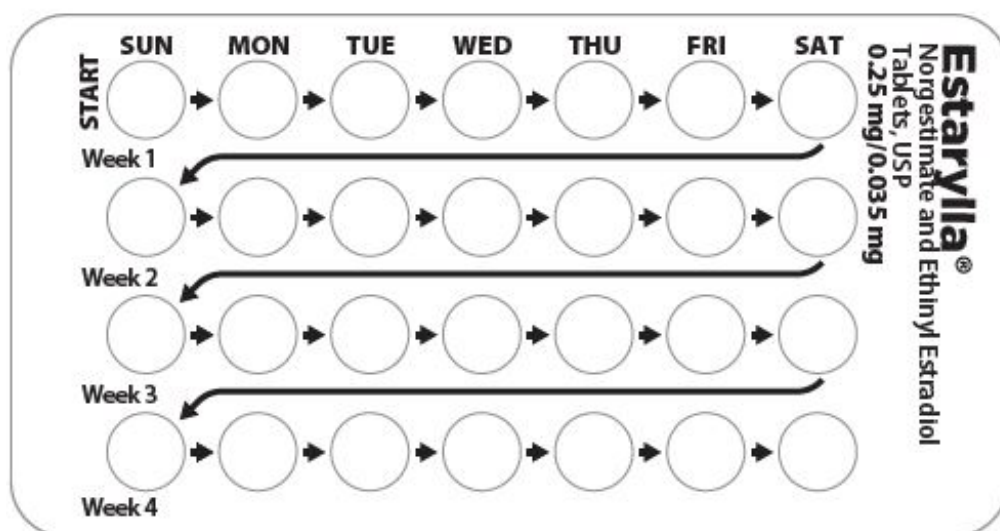 SUN MON TUE WED THU FRI SAT
START
Week 1
Week 2
Week 3
Week 4
Estarylla®
Norgestimate and Ethinyl Estradiol
Tablets, USP
0.25 mg/0.035 mg